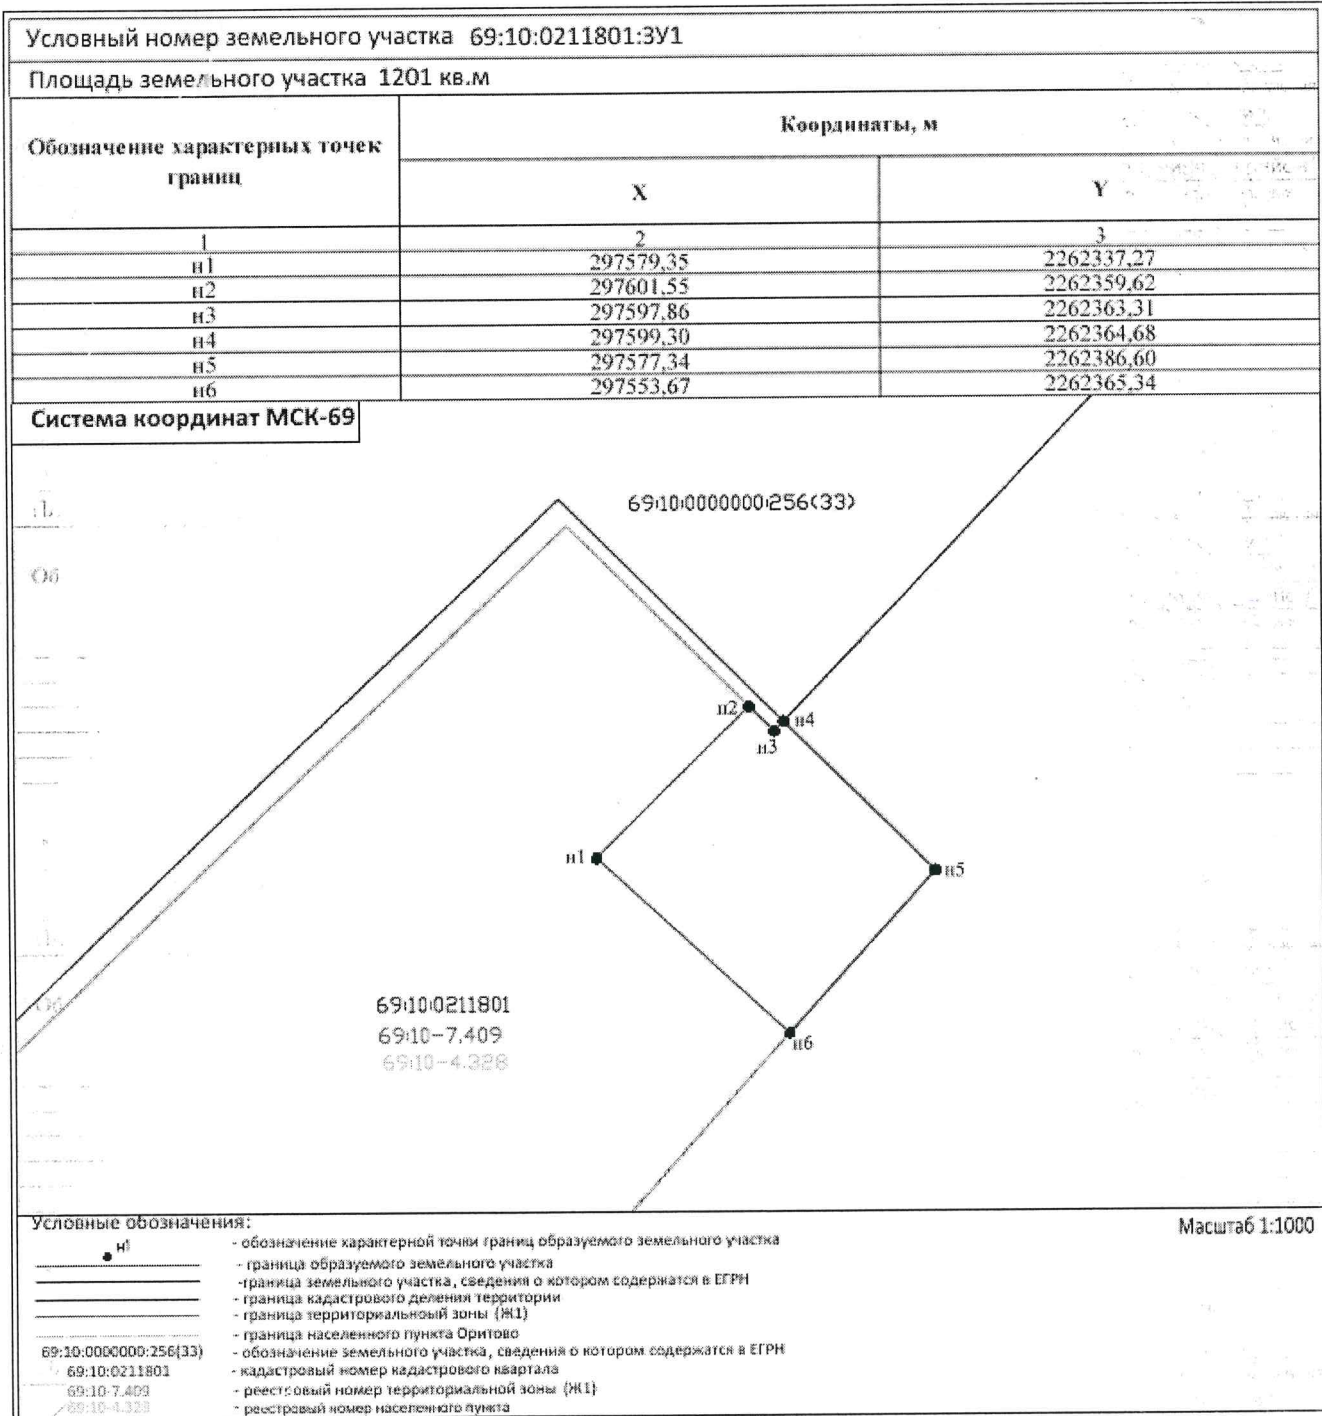 Условный номер земельного участка 69:10:0211801:ЗУ1
Площадь земельного участка 1201 кв.м
Обозначение характерных точек границ
Координаты, м
X Y
1 2 3
н1 297579,35 2262337,27
н2 297601,55 2262359,62
н3 297597,86 2262363,31
н4 297599,30 2262364,68
н5 297577,34 2262386,60
н6 297553,67 2262365,34
Система координат МСК-69
69:10:0000000:256(33)
Об
н2
н4
н3
н1
н5
Об
69:10:0211801
69:10-7.409
69:10-4.328
н6
Условные обозначения:
Масштаб 1:1000
н1 - обозначение характерной точки границ образуемого земельного участка
- граница образуемого земельного участка
-граница земельного участка, сведения о котором содержатся в ЕГРН
- граница кадастрового деления территории
- граница территориальноый зоны (Ж1)
- граница населенного пункта Оритово
69:10:0000000:256(33) - обозначение земельного участка, сведения о котором содержатся в ЕГРН
69:10:0211801 - кадастровый номер кадастрового квартала
69:10-7.409 - реестровый номер территориальной зоны (Ж1)
69:10-4.328 - реестровый номер населенного пункта